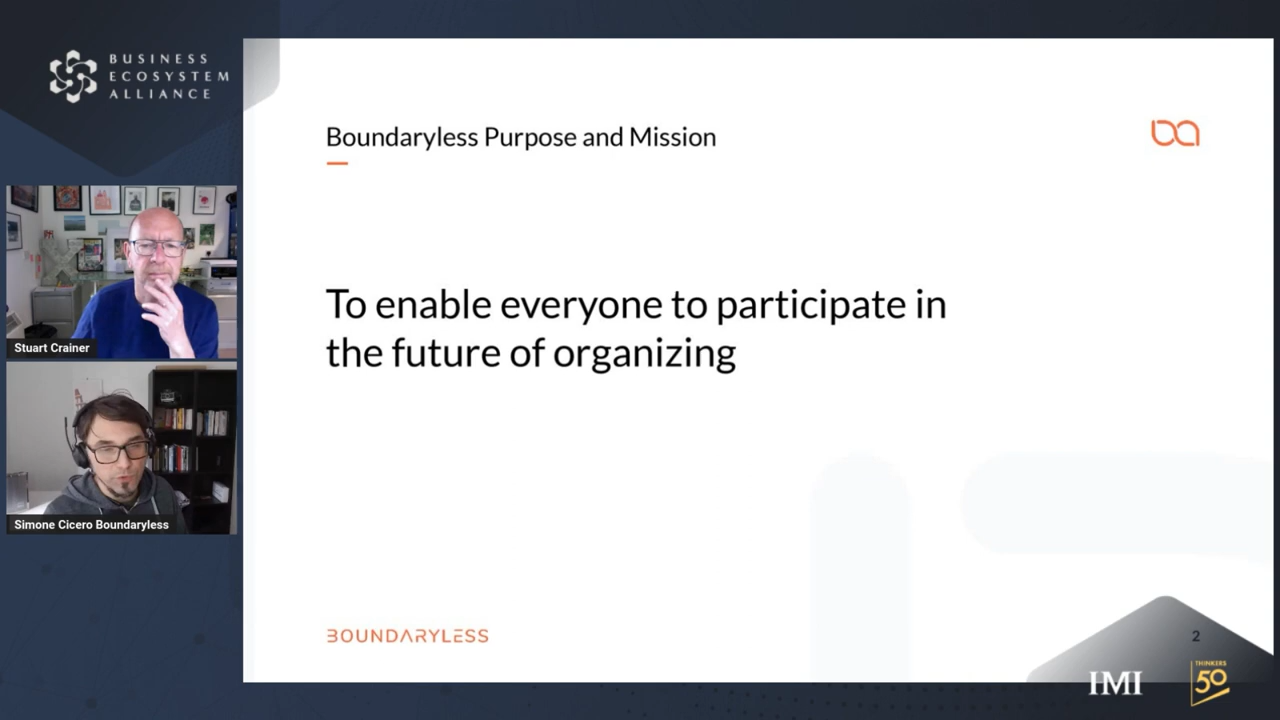 BUSINESS
ECOSYSTEM
ALLIANCE
Boundaryless Purpose and Mission
Stuart Crainer
To enable everyone to participate in
the future of organizing
Simone Cicero Boundaryless
BOUNDARYLESS
2
IMI
THINKERS
50